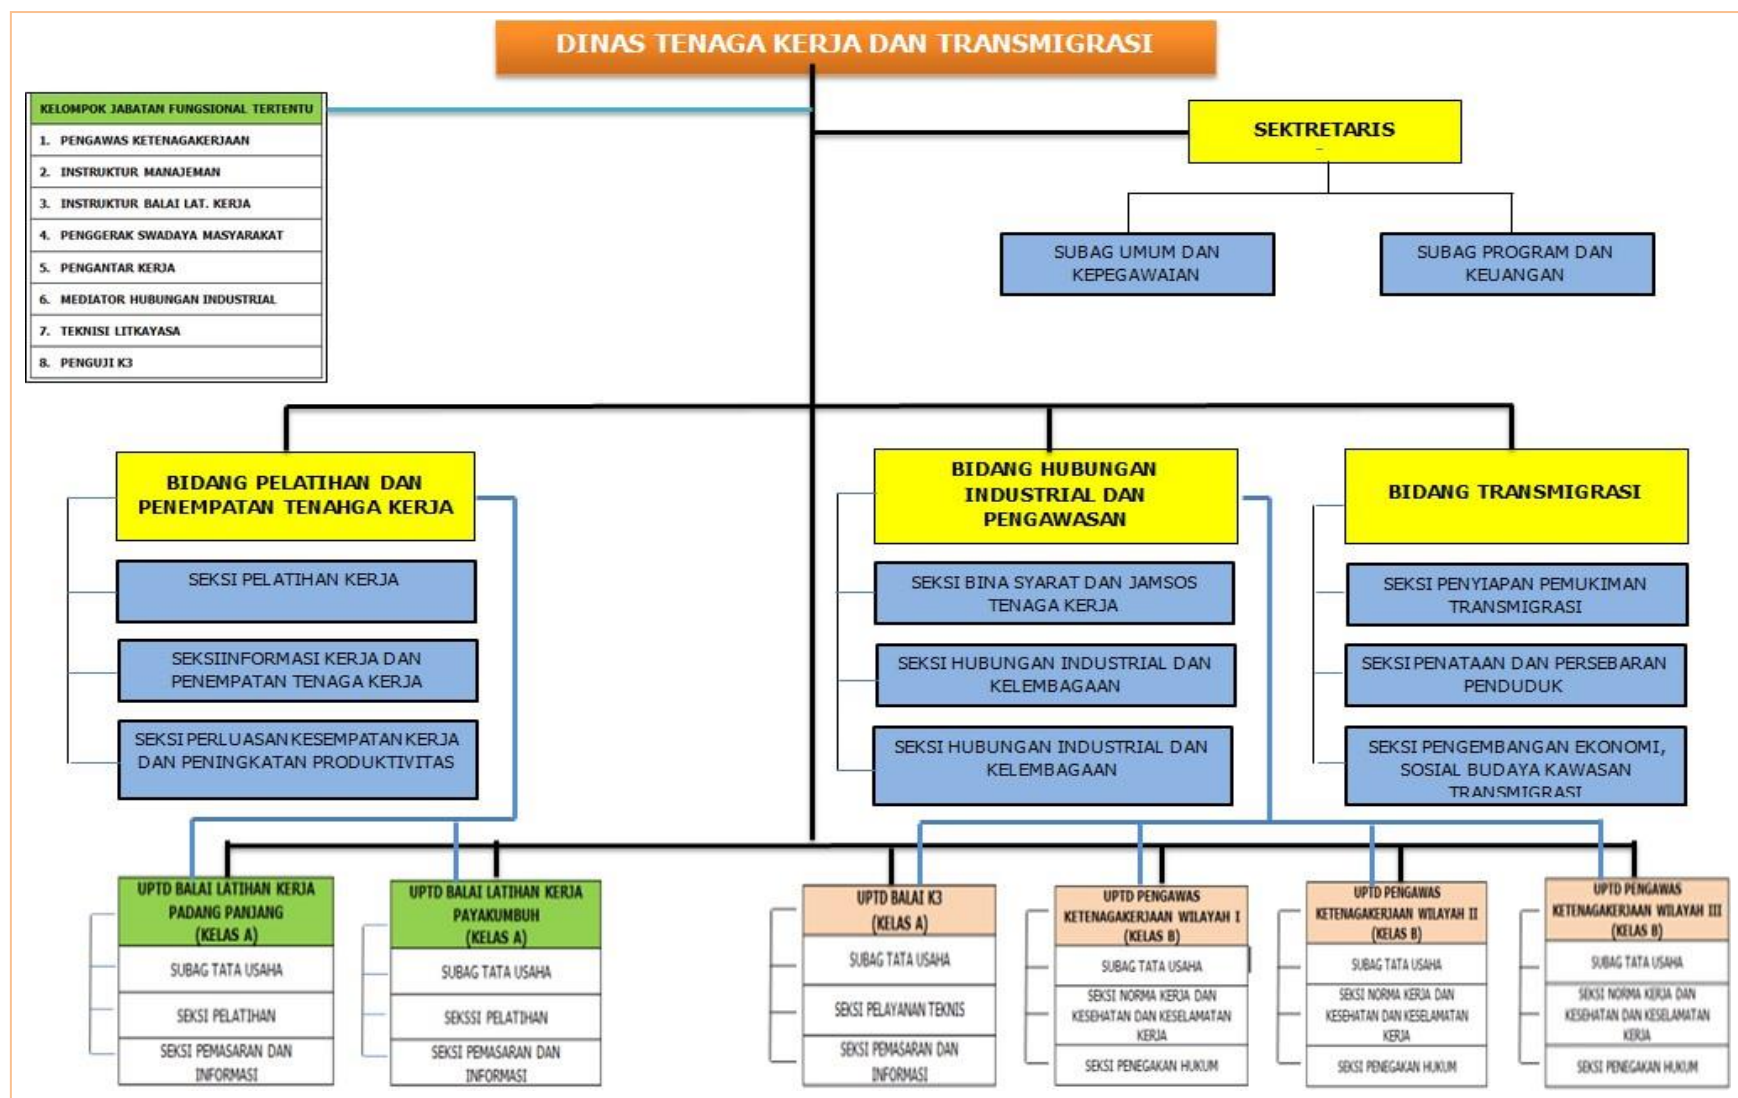 DINAS TENAGA KERJA DAN TRANSMIGRASI
KELOMPOK JABATAN FUNGSIONAL TERTENTU
1. PENGAWAS KETENAGAKERJAAN
2. INSTRUKTUR MANAJEMAN
3. INSTRUKTUR BALAI LAT. KERJA
4. PENGGERAK SWADAYA MASYARAKAT
5. PENGANTAR KERJA
6. MEDIATOR HUBUNGAN INDUSTRIAL
7. TEKNISI LITKAYASA
8. PENGUJI K3
SEKTRETARIS
SUBAG UMUM DAN
KEPEGAWAIAN
SUBAG PROGRAM DAN
KEUANGAN
BIDANG PELATIHAN DAN
PENEMPATAN TENAHGA KERJA
SEKSI PELATIHAN KERJA
SEKSIINFORMASI KERJA DAN
PENEMPATAN TENAGA KERJA
SEKSI PERLUASAN KESEMPATAN KERJA
DAN PENINGKATAN PRODUKTIVITAS
BIDANG HUBUNGAN
INDUSTRIAL DAN
PENGAWASAN
SEKSI BINA SYARAT DAN JAMSOS
TENAGA KERJA
SEKSI HUBUNGAN INDUSTRIAL DAN
KELEMBAGAAN
SEKSI HUBUNGAN INDUSTRIAL DAN
KELEMBAGAAN
BIDANG TRANSMIGRASI
SEKSI PENYIAPAN PEMUKIMAN
TRANSMIGRASI
SEKSI PENATAAN DAN PERSEBARAN
PENDUDUK
SEKSI PENGEMBANGAN EKONOMI,
SOSIAL BUDAYA KAWASAN
TRANSMIGRASI
UPTD BALAI LATIHAN KERJA
PADANG PANJANG
(KELAS A)
SUBAG TATA USAHA
SEKSI PELATIHAN
SEKSI PEMASARAN DAN
INFORMASI
UPTD BALAI LATIHAN KERJA
PAYAKUMBUH
(KELAS A)
SUBAG TATA USAHA
SEKSSI PELATIHAN
SEKSI PEMASARAN DAN
INFORMASI
UPTD BALAI K3
(KELAS A)
SUBAG TATA USAHA
SEKSI PELAYANAN TEKNIS
SEKSI PEMASARAN DAN
INFORMASI
UPTD PENGAWAS
KETENAGAKERJAAN WILAYAH I
(KELAS B)
SUBAG TATA USAHA
SEKSI NORMA KERJA DAN
KESEHATAN DAN KESELAMATAN
KERJA
SEKSI PENEGAKAN HUKUM
UPTD PENGAWAS
KETENAGAKERJAAN WILAYAH II
(KELAS B)
SUBAG TATA USAHA
SEKSI NORMA KERJA DAN
KESEHATAN DAN KESELAMATAN
KERJA
SEKSI PENEGAKAN HUKUM
UPTD PENGAWAS
KETENAGAKERJAAN WILAYAH III
(KELAS B)
SUBAG TATA USAHA
SEKSI NORMA KERJA DAN
KESEHATAN DAN KESELAMATAN
KERJA
SEKSI PENEGAKAN HUKUM